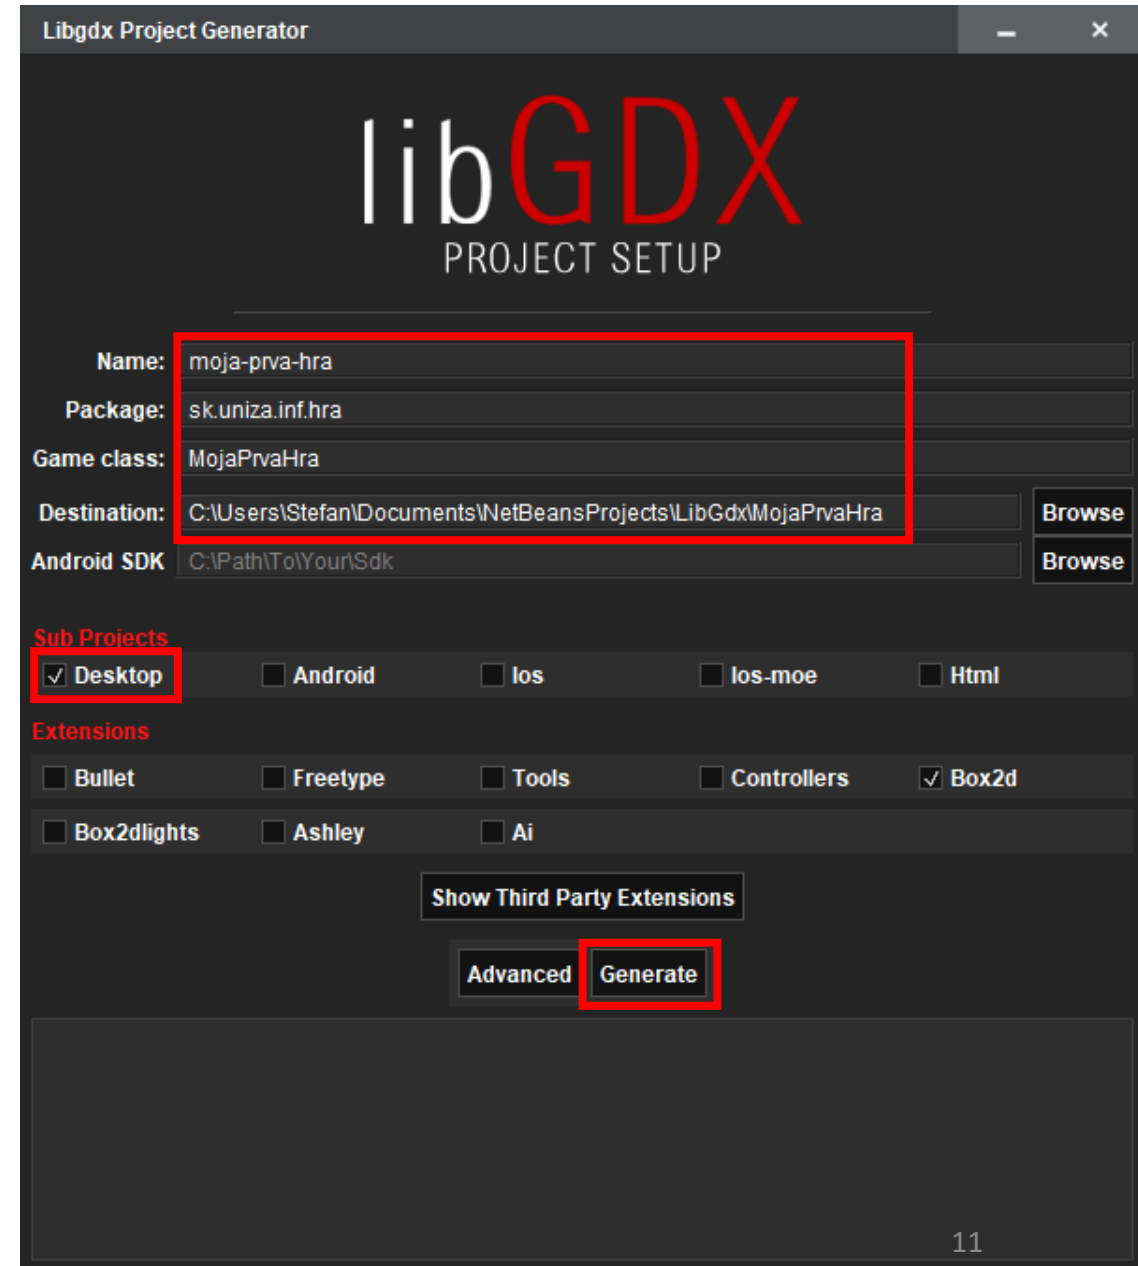 Libgdx Project Generator
libGDX
PROJECT SETUP
Name: moja-prva-hra
Package: sk.uniza.inf.hra
Game class: MojaPrvaHra
Destination: C:\Users\Stefan\Documents\NetBeansProjects\LibGdx\MojaPrvaHra Browse
Android SDK C:\Path\To\Your\Sdk Browse
Sub Projects
Desktop Android Ios Ios-moe Html
Extensions
Bullet Freetype Tools Controllers Box2d
Box2dlights Ashley Ai
Show Third Party Extensions
Advanced Generate
11